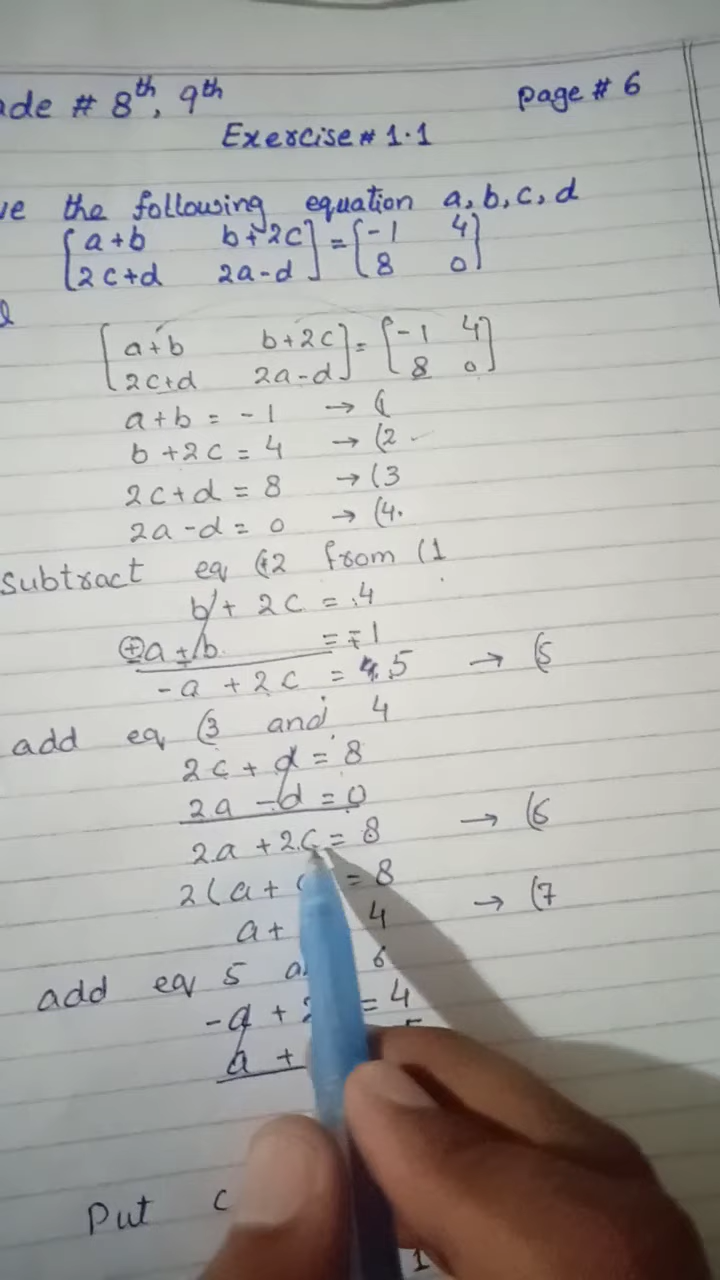 # 8th, 9th page # 6
Exercise # 1.1
the following equation a, b, c, d
[a+b b+2c] = [-1 4]
[2c+d 2a-d] [8 0]
[a+b b+2c] = [-1 4]
[2c+d 2a-d] [8 0]
a+b = -1 → (1
b+2c = 4 → (2
2c+d = 8 → (3
2a-d = 0 → (4.
Subtract eq (2 from (1
b + 2c = 4
±a ± b = ∓1
-a + 2c = 5 → (5
add eq (3 and 4
2c + d = 8
2a - d = 0
2a + 2c = 8 → (6
2(a + = 8
a + 4 → (7
add eq 5 6
-a + 2 = 4
a +
Put c
1